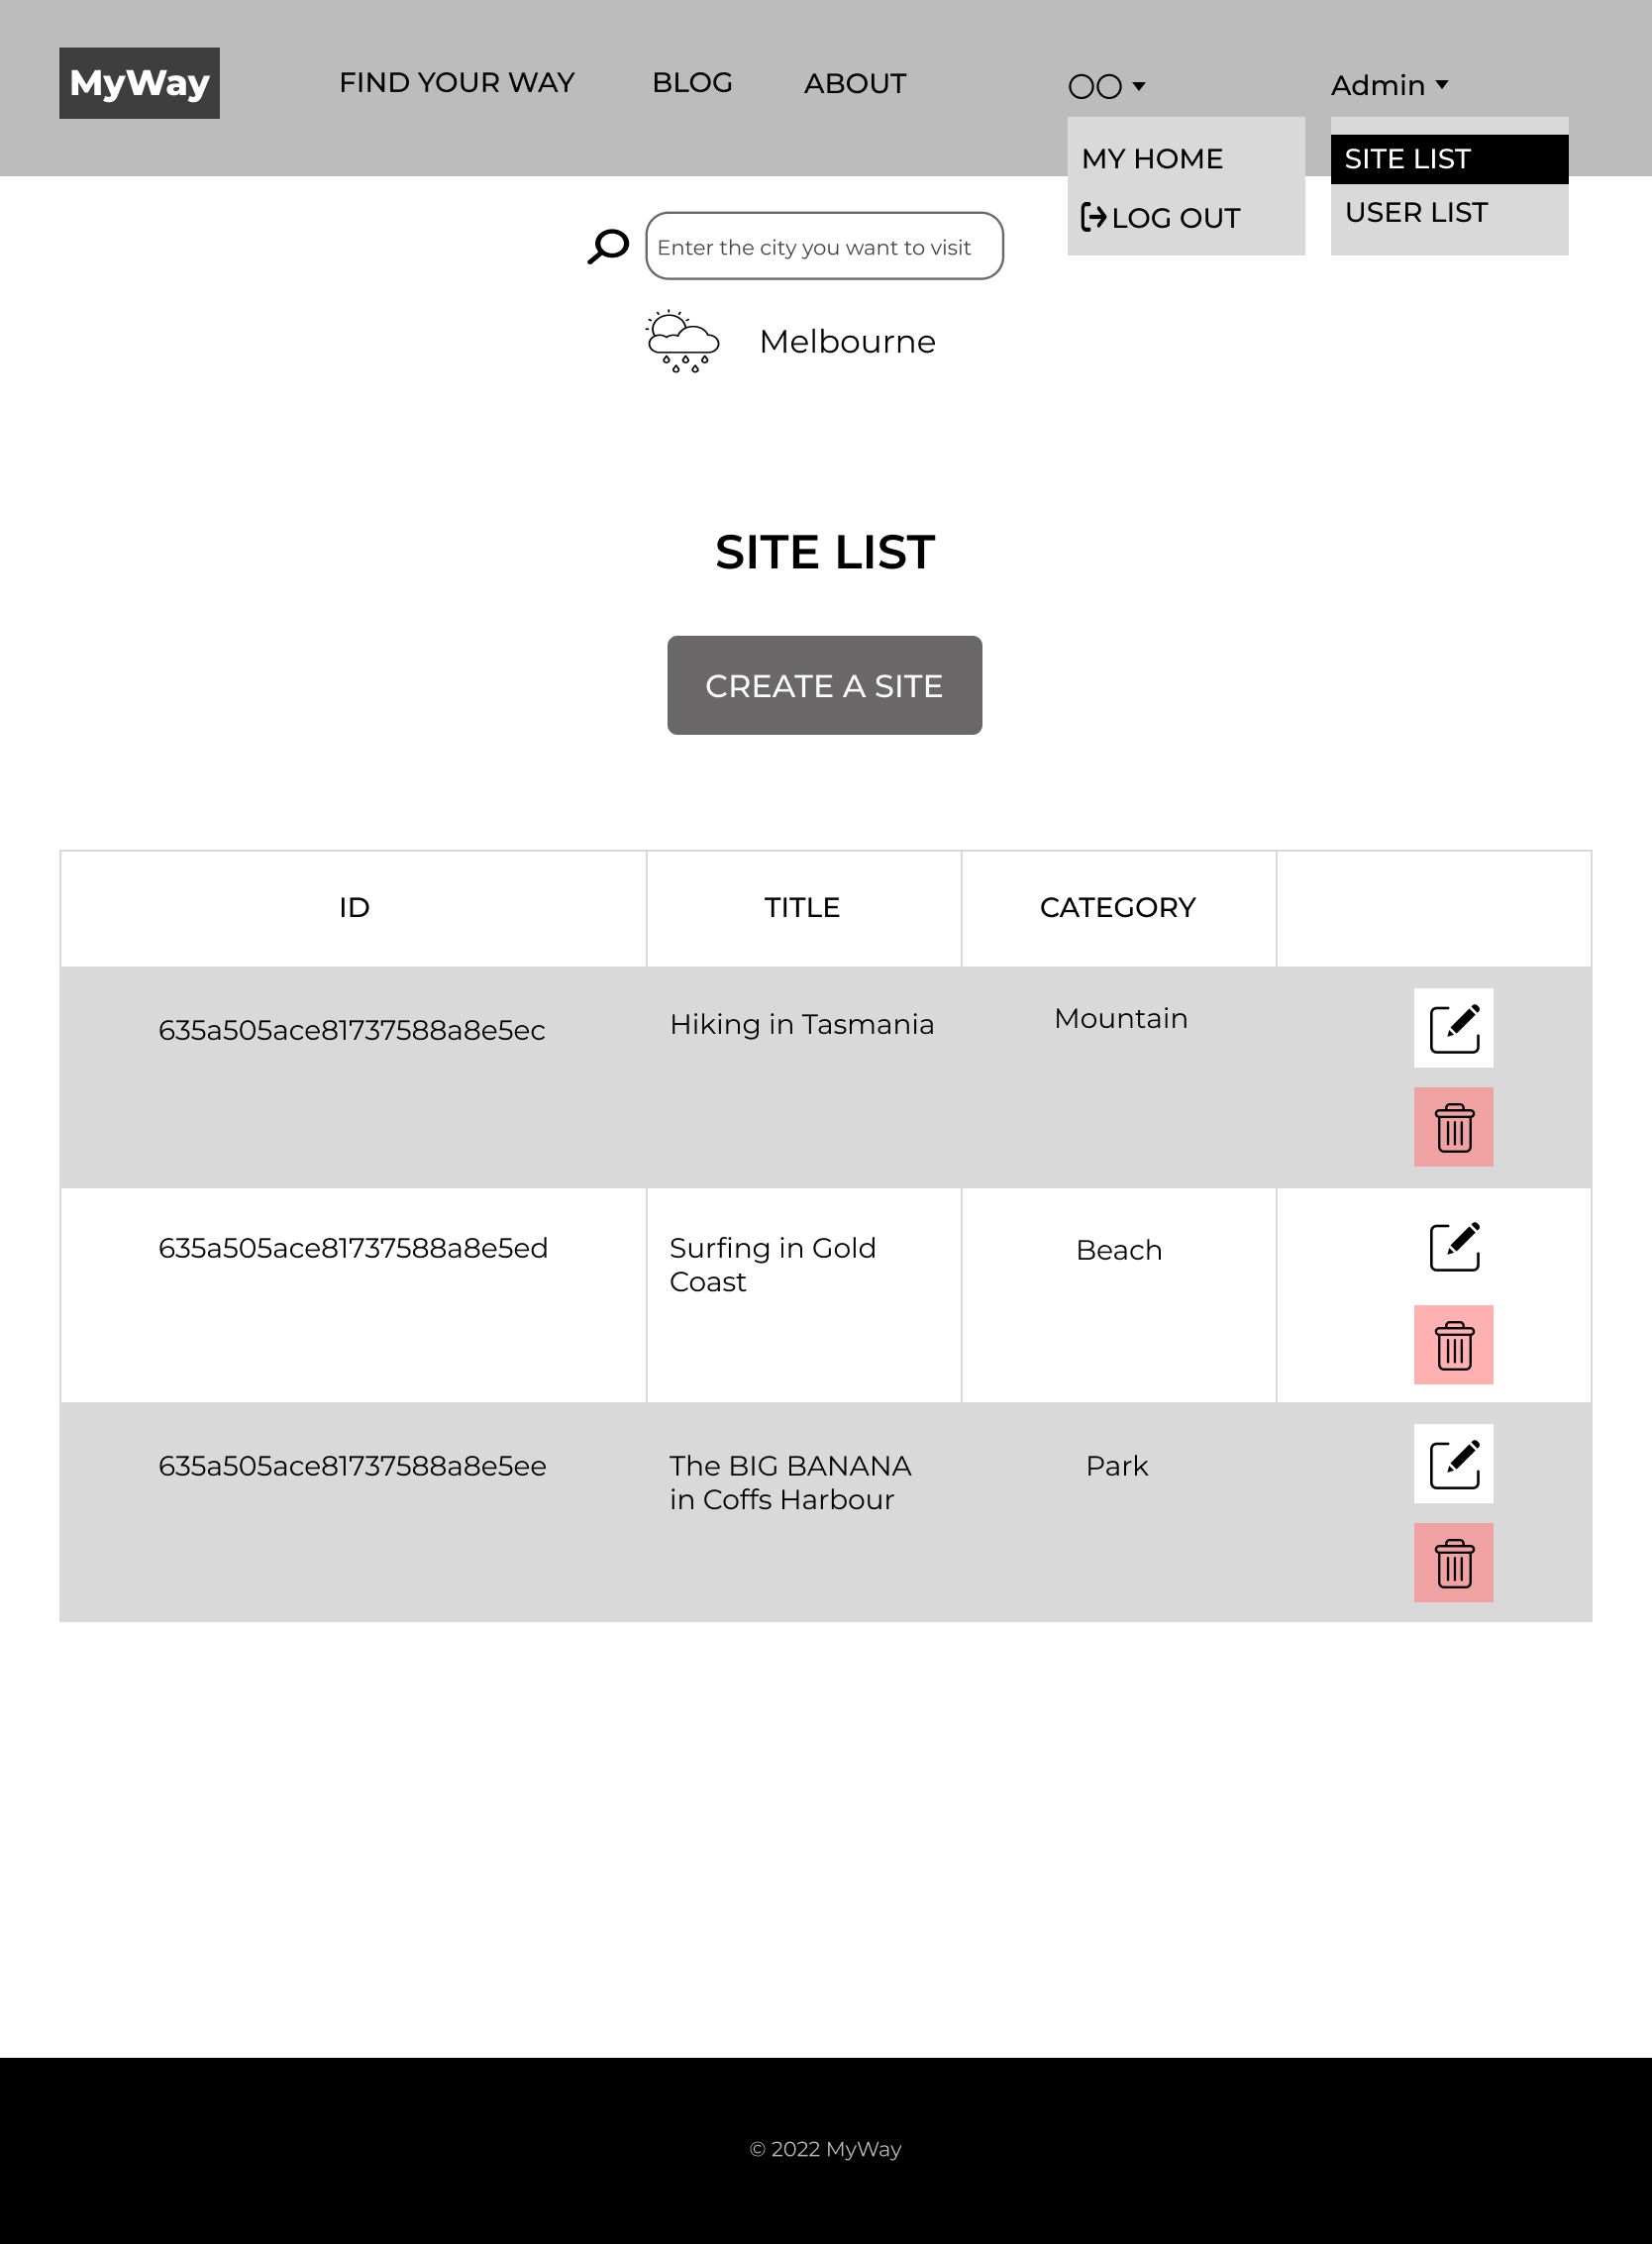 MyWay
FIND YOUR WAY
BLOG
ABOUT
〇〇
Admin
MY HOME
LOG OUT
SITE LIST
USER LIST
Enter the city you want to visit
Melbourne
SITE LIST
CREATE A SITE
ID
TITLE
CATEGORY
635a505ace81737588a8e5ec
Hiking in Tasmania
Mountain
635a505ace81737588a8e5ed
Surfing in Gold
Coast
Beach
635a505ace81737588a8e5ee
The BIG BANANA
in Coffs Harbour
Park
© 2022 MyWay